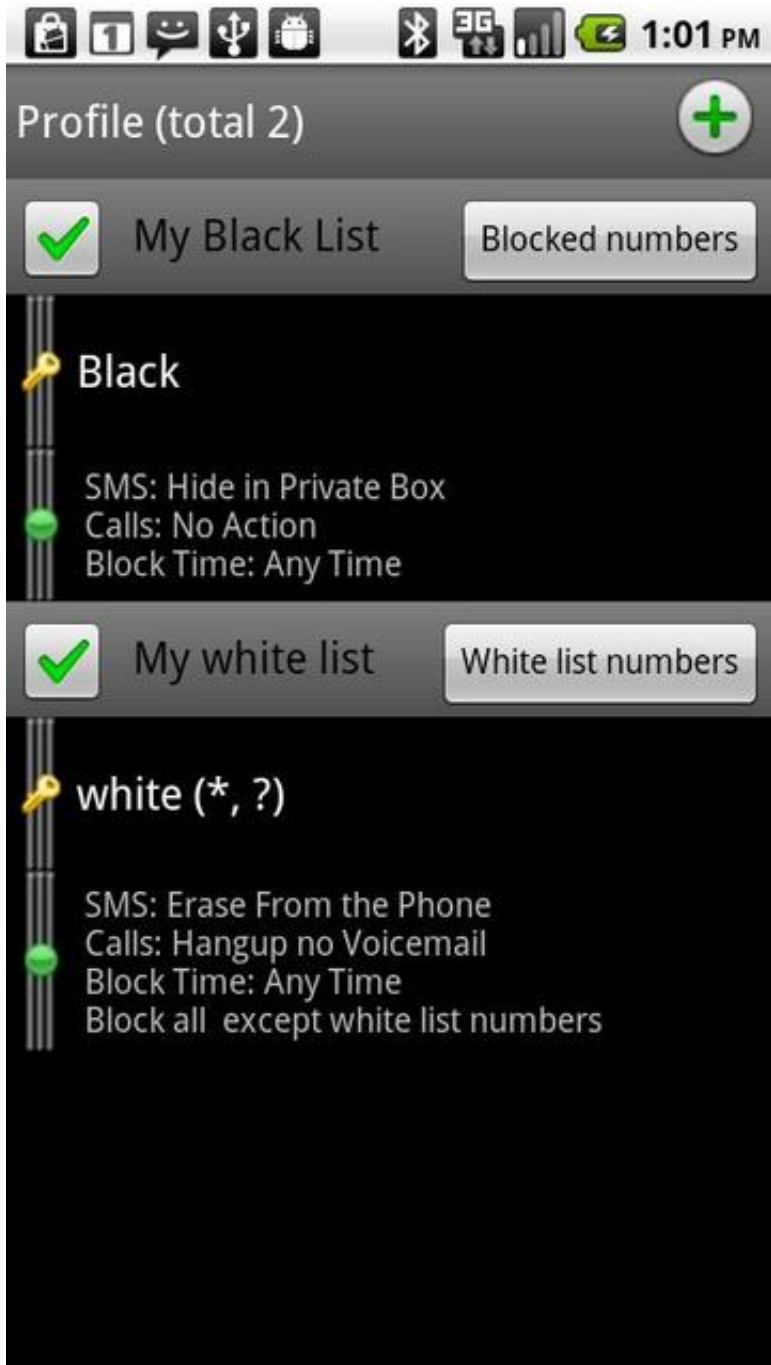 1
3G
1:01 PM
Profile (total 2)
My Black List
Blocked numbers
Black
SMS: Hide in Private Box
Calls: No Action
Block Time: Any Time
My white list
White list numbers
white (*, ?)
SMS: Erase From the Phone
Calls: Hangup no Voicemail
Block Time: Any Time
Block all  except white list numbers